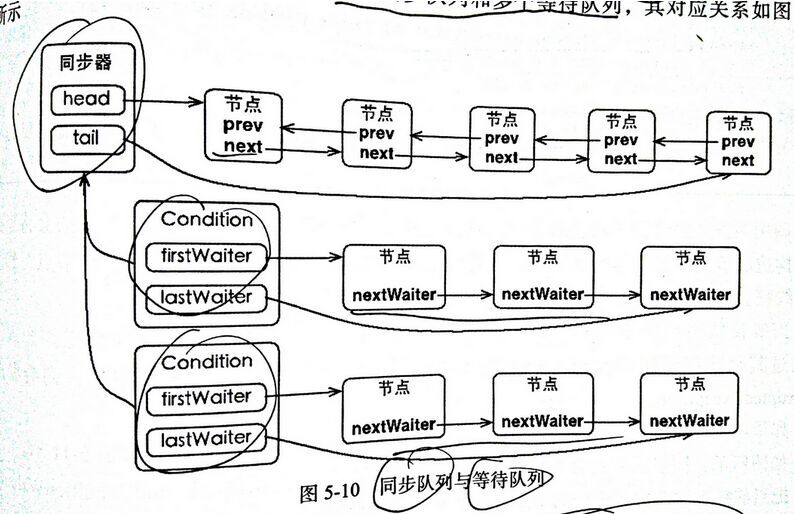 队列和多个等待队列，其对应关系如图
所示
同步器
head
tail
节点
prev
next
节点
prev
next
节点
prev
next
节点
prev
next
节点
prev
next
Condition
firstWaiter
lastWaiter
节点
nextWaiter
节点
nextWaiter
节点
nextWaiter
Condition
firstWaiter
lastWaiter
节点
nextWaiter
节点
nextWaiter
节点
nextWaiter
图 5-10 同步队列与等待队列